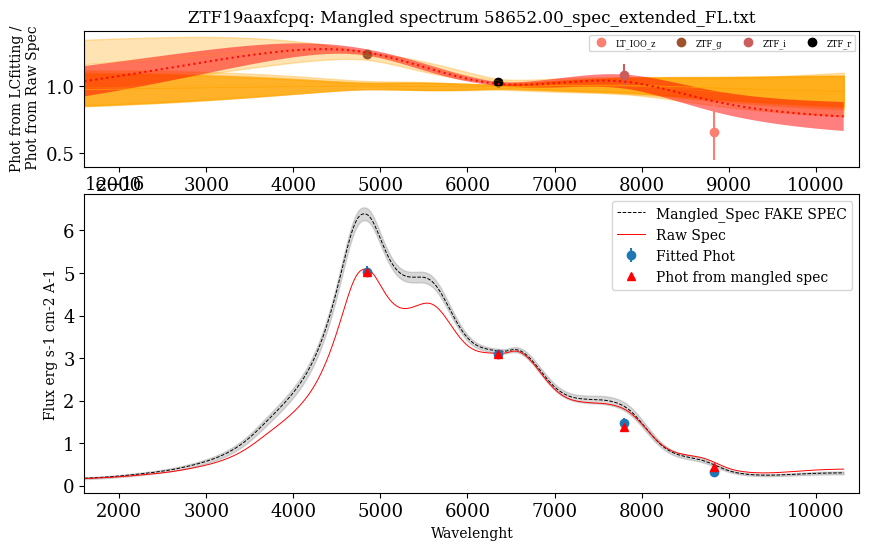 ZTF19aaxfcpq: Mangled spectrum 58652.00_spec_extended_FL.txt
Phot from LCfitting /
Phot from Raw Spec
1.0
0.5
LT_IOO_z
ZTF_g
ZTF_i
ZTF_r
2000 3000 4000 5000 6000 7000 8000 9000 10000
1e−16
Flux erg s-1 cm-2 A-1
6
5
4
3
2
1
0
Mangled_Spec FAKE SPEC
Raw Spec
Fitted Phot
Phot from mangled spec
2000 3000 4000 5000 6000 7000 8000 9000 10000
Wavelenght